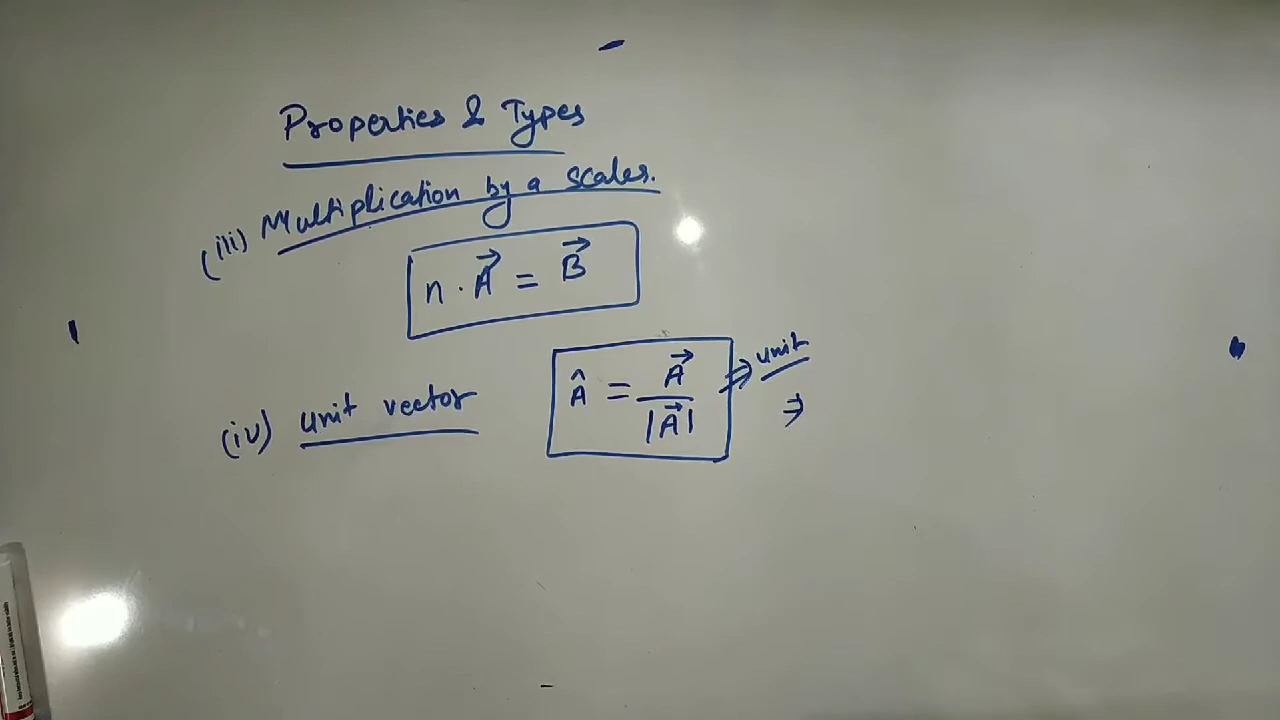 Properties & Types
(iii) Multiplication by a scaler.
n · A⃗ = B⃗
(iv) unit vector Â = A⃗ / |A⃗| ⇒ unit
⇒